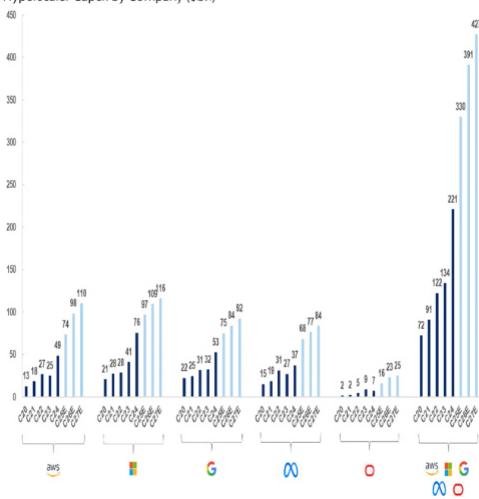 Hyperscaler Capex by Company ($bn)
450
400
350
300
250
200
150
100
50
0
13 18 27 25 49 74 98 110
21 28 28 41 76 97 109 116
22 25 31 32 53 75 84 92
15 18 31 27 37 68 77 84
2 2 5 9 7 16 23 25
72 91 122 134 221 330 391
C20 C21 C22 C23 C24 C25E C26E C27E
C20 C21 C22 C23 C24 C25E C26E C27E
C20 C21 C22 C23 C24 C25E C26E C27E
C20 C21 C22 C23 C24 C25E C26E C27E
C20 C21 C22 C23 C24 C25E C26E C27E
C20 C21 C22 C23 C24 C25E C26E C27E
aws
G
aws
G